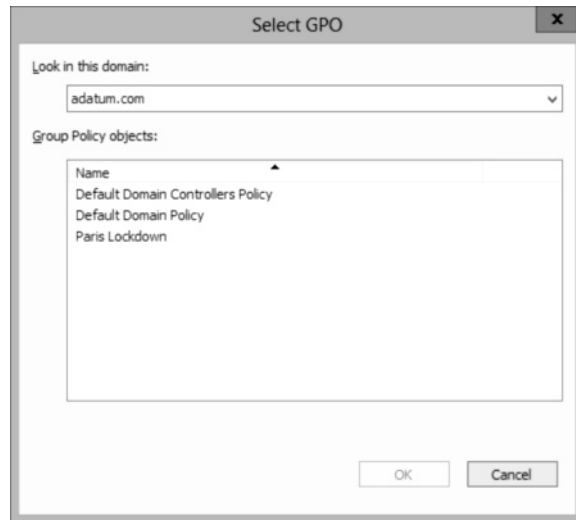 Select GPO
x
Look in this domain:
adatum.com
Group Policy objects:
Name
Default Domain Controllers Policy
Default Domain Policy
Paris Lockdown
OK
Cancel